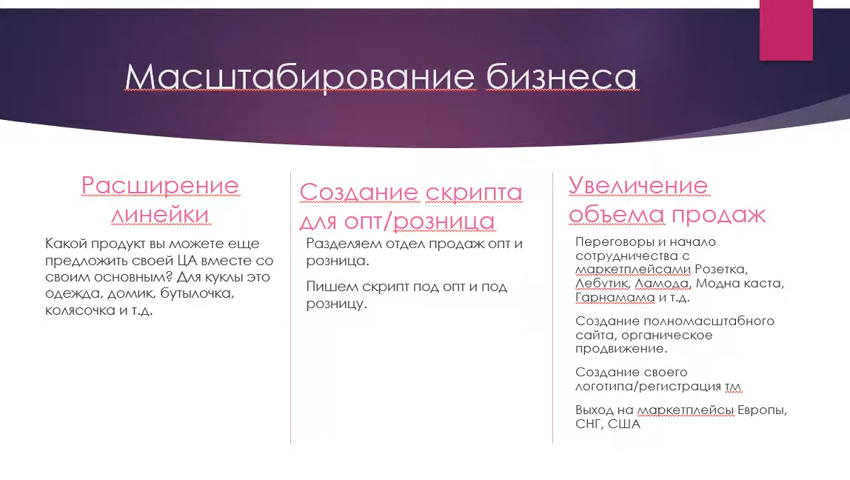 Масштабирование бизнеса
Расширение
линейки
Какой продукт вы можете еще
предложить своей ЦА вместе со
своим основным? Для куклы это
одежда, домик, бутылочка,
колясочка и т.д.
Создание скрипта
для опт/розница
Разделяем отдел продаж опт и
розница.
Пишем скрипт под опт и под
розницу.
Увеличение
объема продаж
Переговоры и начало
сотрудничества с
маркетплейсами Розетка,
Лебутик, Ламода, Модна каста,
Гарнамама и т.д.
Создание полномасштабного
сайта, органическое
продвижение.
Создание своего
логотипа/регистрация тм
Выход на маркетплейсы Европы,
СНГ, США